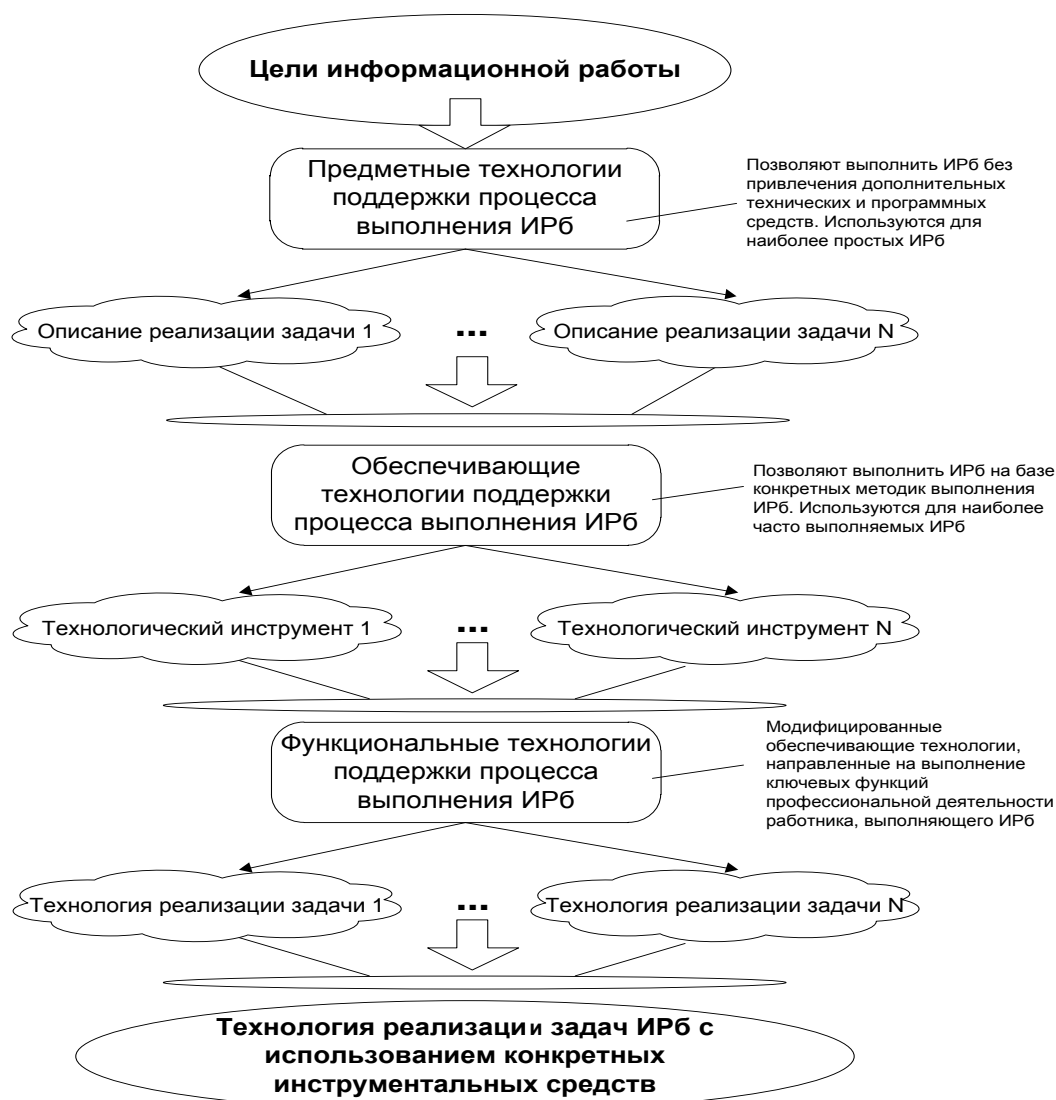 Цели информационной работы
Предметные технологии
поддержки процесса
выполнения ИРб
Позволяют выполнить ИРб без
привлечения дополнительных
технических и программных
средств. Используются для
наиболее простых ИРб
Описание реализации задачи 1
...
Описание реализации задачи N
Обеспечивающие
технологии поддержки
процесса выполнения ИРб
Позволяют выполнить ИРб на базе
конкретных методик выполнения
ИРб. Используются для наиболее
часто выполняемых ИРб
Технологический инструмент 1
...
Технологический инструмент N
Функциональные технологии
поддержки процесса
выполнения ИРб
Модифицированные
обеспечивающие технологии,
направленные на выполнение
ключевых функций
профессиональной деятельности
работника, выполняющего ИРб
Технология реализации задачи 1
...
Технология реализации задачи N
Технология реализации задач ИРб с
использованием конкретных
инструментальных средств